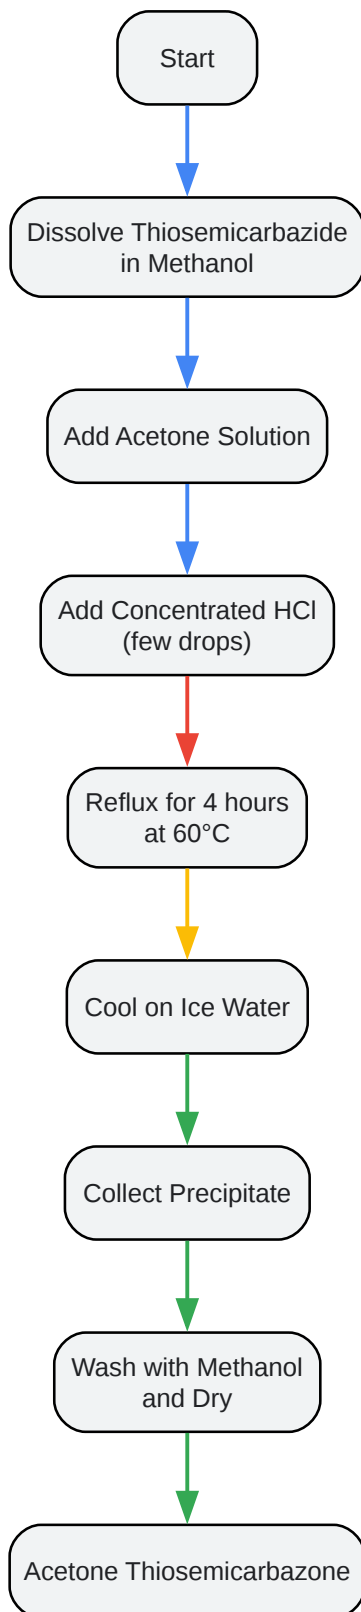 Start
Dissolve Thiosemicarbazide
in Methanol
Add Acetone Solution
Add Concentrated HCl
(few drops)
Reflux for 4 hours
at 60°C
Cool on Ice Water
Collect Precipitate
Wash with Methanol
and Dry
Acetone Thiosemicarbazone